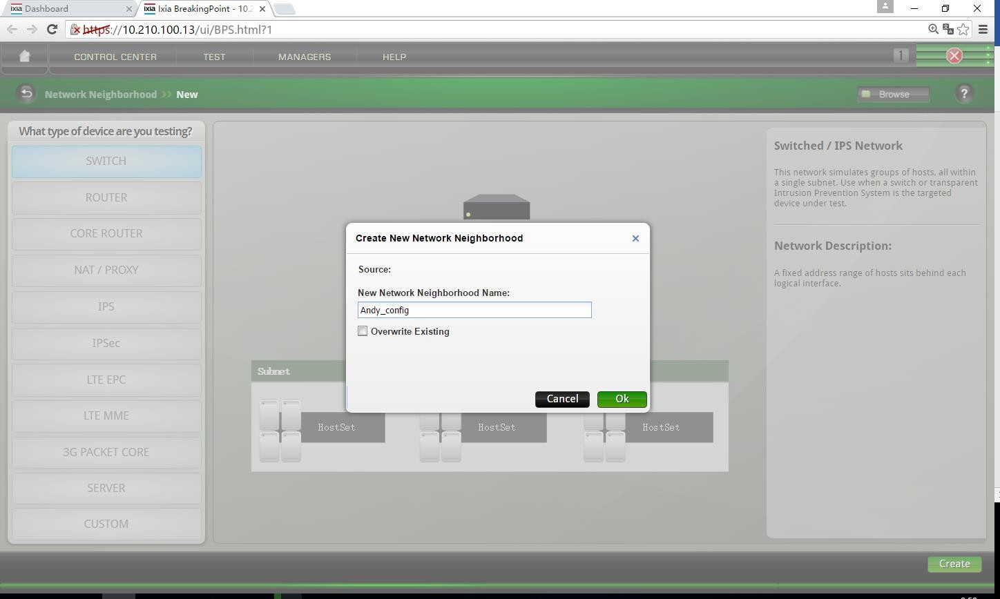 ixia Dashboard
ixia Ixia BreakingPoint - 10.2
https://10.210.100.13/ui/BPS.html?1
CONTROL CENTER
TEST
MANAGERS
HELP
1
Network Neighborhood >> New
Browse
?
What type of device are you testing?
SWITCH
ROUTER
CORE ROUTER
NAT / PROXY
IPS
IPSec
LTE EPC
LTE MME
3G PACKET CORE
SERVER
CUSTOM
Create New Network Neighborhood
Source:
New Network Neighborhood Name:
Andy_config
Overwrite Existing
Cancel
Ok
Subnet
HostSet
HostSet
HostSet
Switched / IPS Network
This network simulates groups of hosts, all within
a single subnet. Use when a switch or transparent
Intrusion Prevention System is the targeted
device under test.
Network Description:
A fixed address range of hosts sits behind each
logical interface.
Create